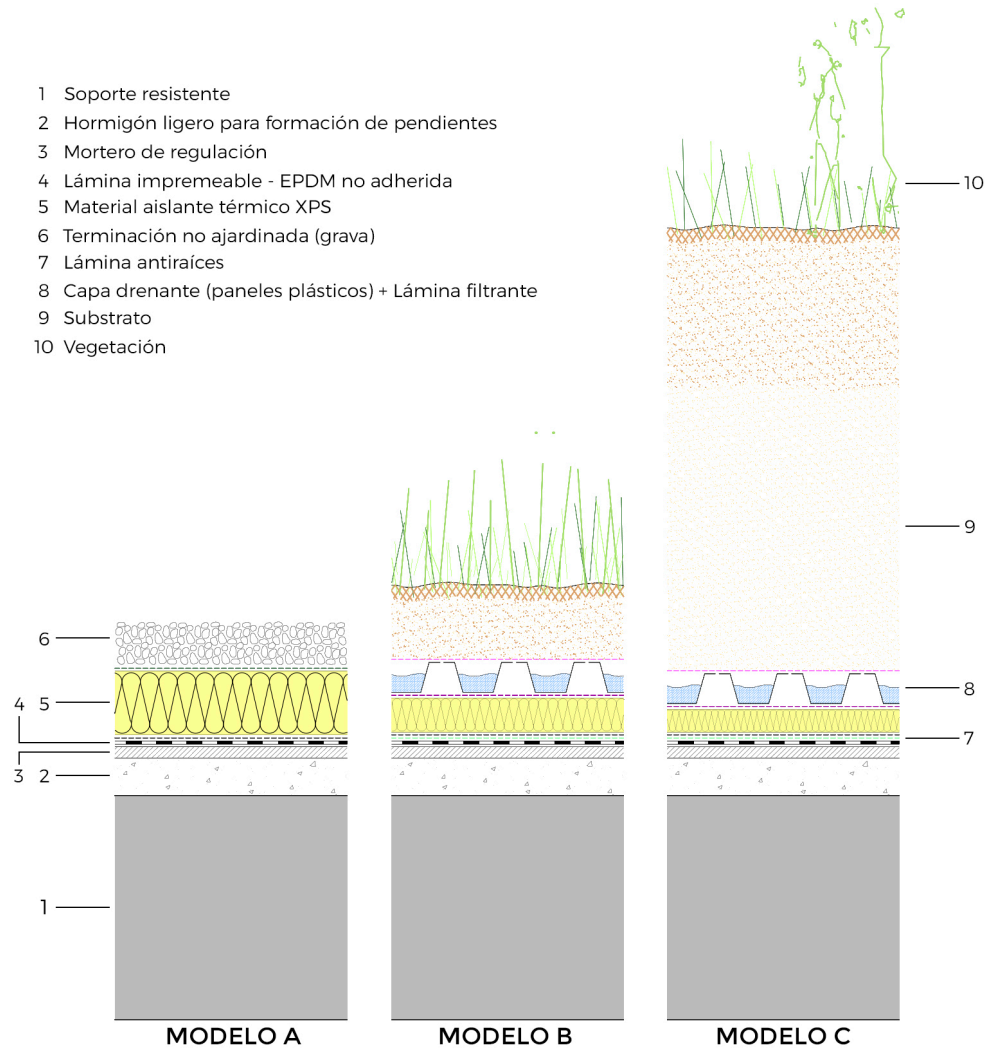 1 Soporte resistente
2 Hormigón ligero para formación de pendientes
3 Mortero de regulación
4 Lámina impremeable - EPDM no adherida
5 Material aislante térmico XPS
6 Terminación no ajardinada (grava)
7 Lámina antiraíces
8 Capa drenante (paneles plásticos) + Lámina filtrante
9 Substrato
10 Vegetación
10
9
6
8
4 5
7
3 2
1
MODELO A MODELO B MODELO C